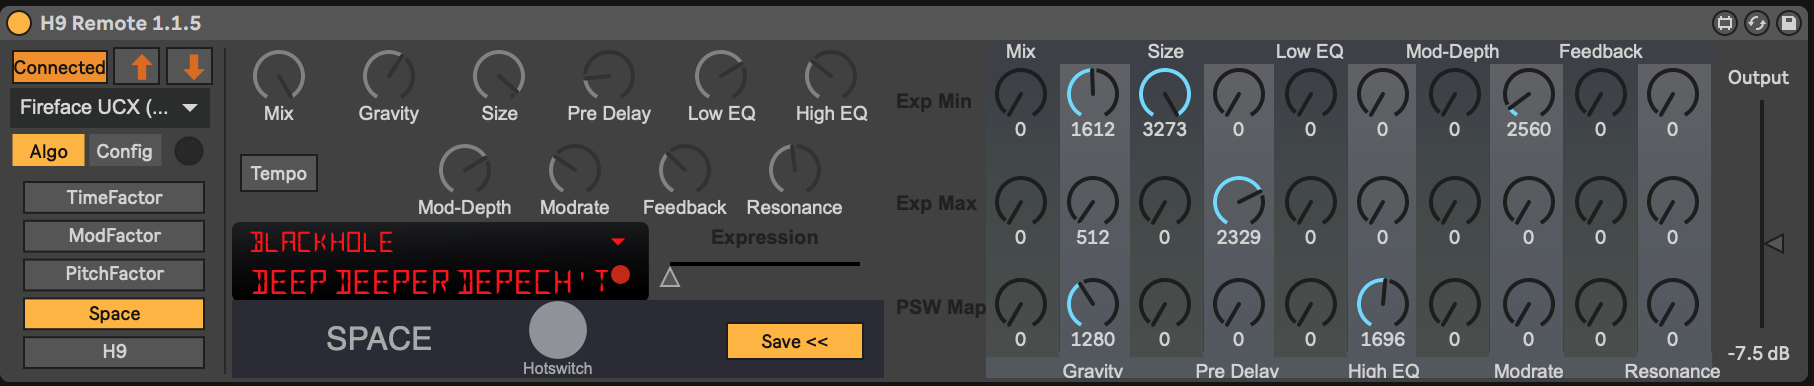 H9 Remote 1.1.5
Connected
Fireface UCX (...
Algo Config
TimeFactor
ModFactor
PitchFactor
Space
H9
Mix Gravity Size Pre Delay Low EQ High EQ
Tempo
Mod-Depth Modrate Feedback Resonance
BLACKHOLE
DEEP DEEPER DEPECH'T
Expression
SPACE
Hotswitch
Save <<
Mix Size Low EQ Mod-Depth Feedback
Exp Min
0 1612 3273 0 0 0 0 2560 0 0
Exp Max
0 512 0 2329 0 0 0 0 0 0
PSW Map
0 1280 0 0 0 1696 0 0 0 0
Gravity Pre Delay High EQ Modrate Resonance
Output
-7.5 dB